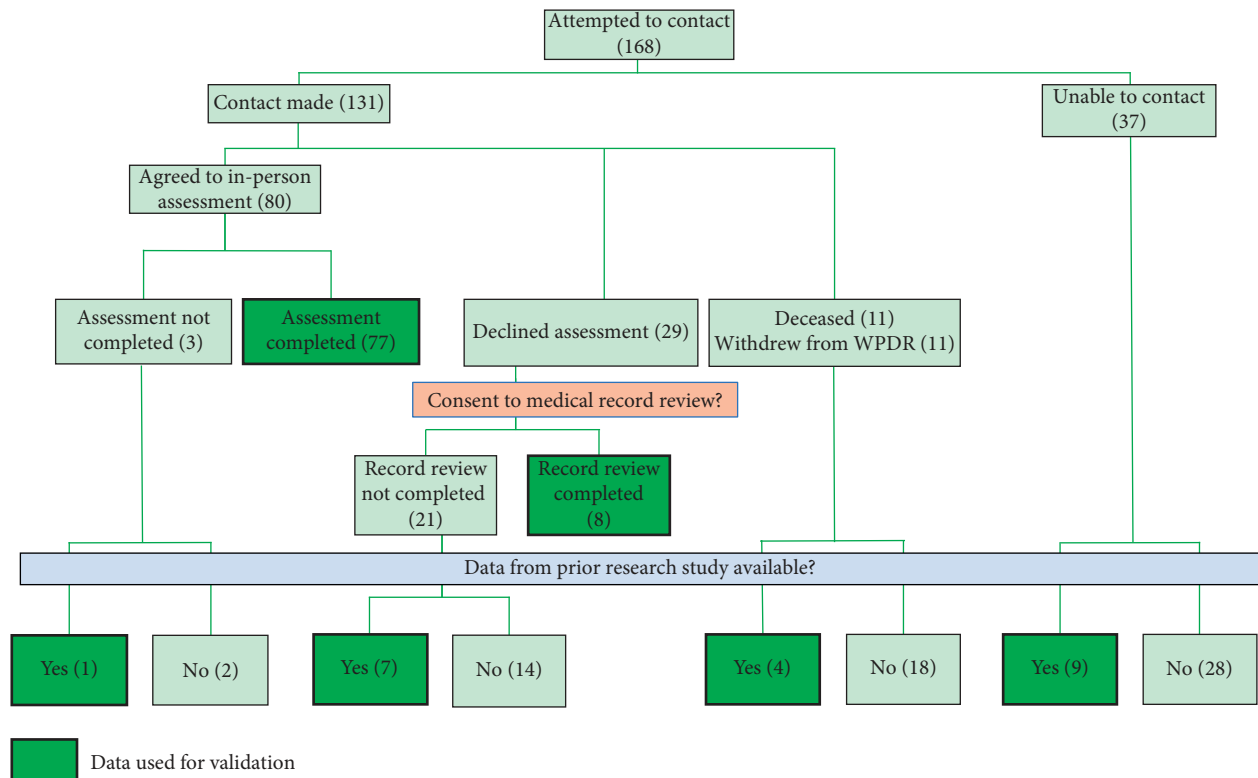 Attempted to contact
(168)
Contact made (131)
Unable to contact
(37)
Agreed to in-person
assessment (80)
Assessment not
completed (3)
Assessment
completed (77)
Declined assessment (29)
Deceased (11)
Withdrew from WPDR (11)
Consent to medical record review?
Record review
not completed
(21)
Record review
completed
(8)
Data from prior research study available?
Yes (1)
No (2)
Yes (7)
No (14)
Yes (4)
No (18)
Yes (9)
No (28)
Data used for validation